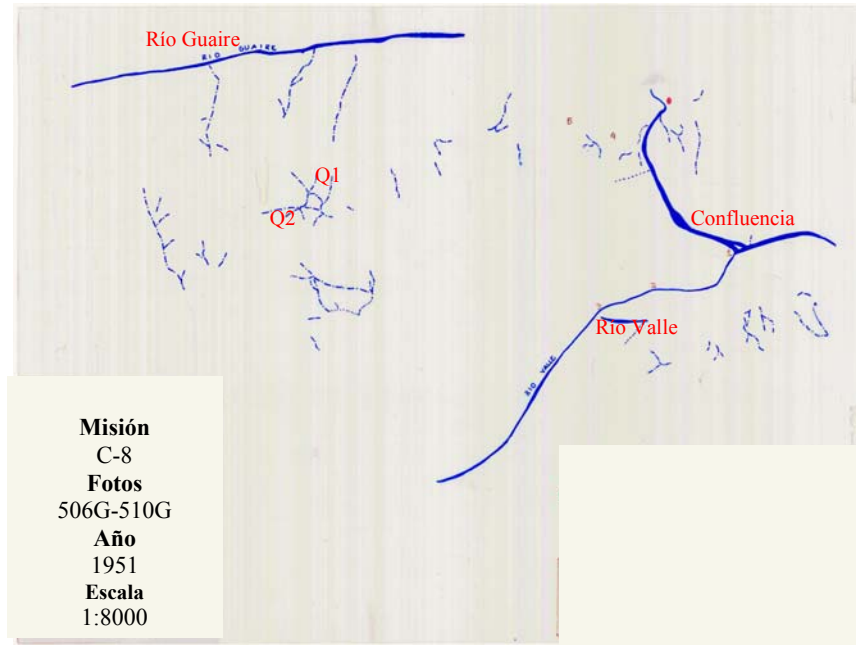 Río Guaire
RIO GUAIRE
Q1
Q2
Confluencia
Río Valle
RIO VALLE
Misión
C-8
Fotos
506G-510G
Año
1951
Escala
1:8000